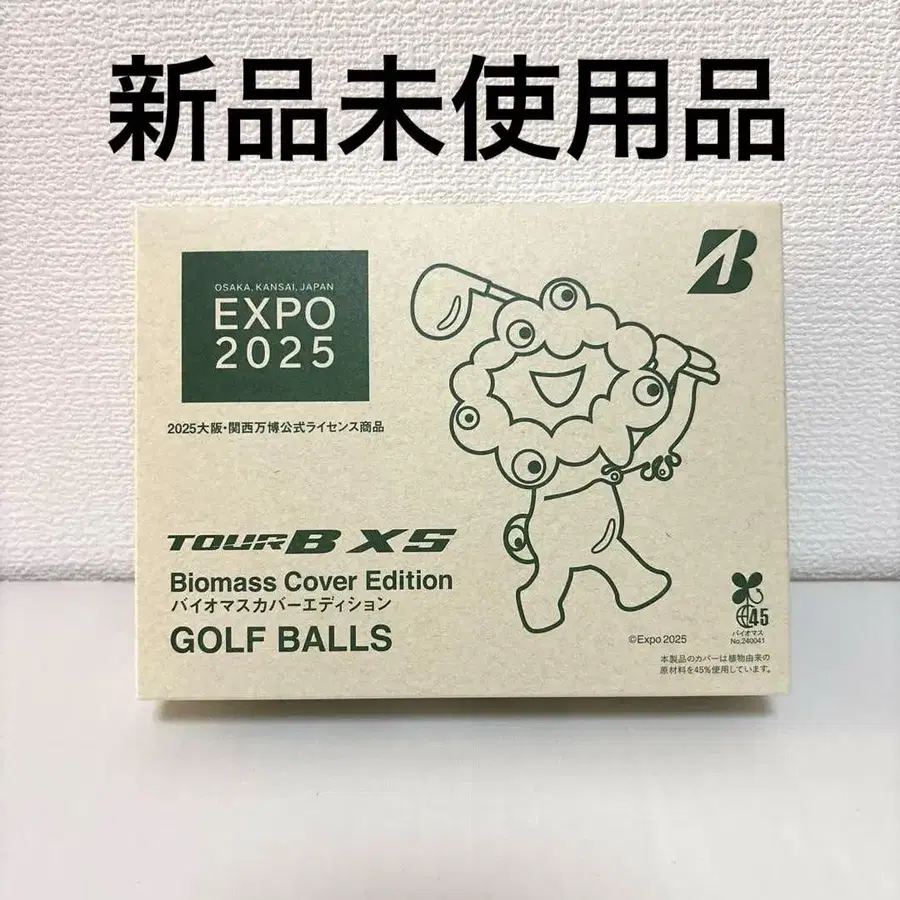 新品未使用品
OSAKA, KANSAI, JAPAN
EXPO
2025
2025大阪・関西万博公式ライセンス商品
TOUR B XS
Biomass Cover Edition
バイオマスカバーエディション
GOLF BALLS
B
45
バイオマス
No.240041
©Expo 2025
本製品のカバーは植物由来の
原材料を45%使用しています。